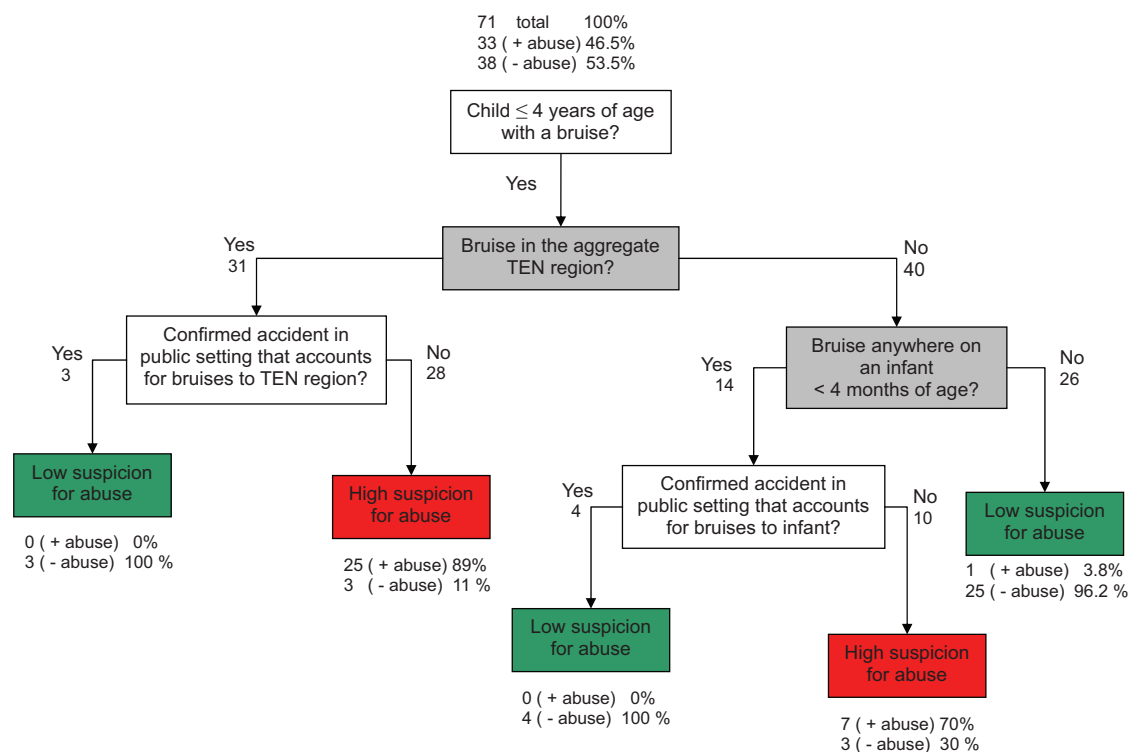 71 total 100%
33 ( + abuse) 46.5%
38 ( - abuse) 53.5%
Child ≤ 4 years of age
with a bruise?
Yes
Bruise in the aggregate
TEN region?
Yes
31
No
40
Confirmed accident in
public setting that accounts
for bruises to TEN region?
Yes
3
No
28
Bruise anywhere on
an infant
< 4 months of age?
Yes
14
No
26
Low suspicion
for abuse
0 ( + abuse) 0%
3 ( - abuse) 100 %
High suspicion
for abuse
25 ( + abuse) 89%
3 ( - abuse) 11 %
Confirmed accident in
public setting that accounts
for bruises to infant?
Yes
4
No
10
Low suspicion
for abuse
1 ( + abuse) 3.8%
25 ( - abuse) 96.2 %
Low suspicion
for abuse
0 ( + abuse) 0%
4 ( - abuse) 100 %
High suspicion
for abuse
7 ( + abuse) 70%
3 ( - abuse) 30 %